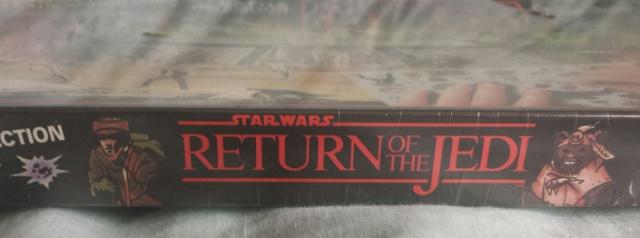 CTION
STAR WARS
RETURN OF THE JEDI